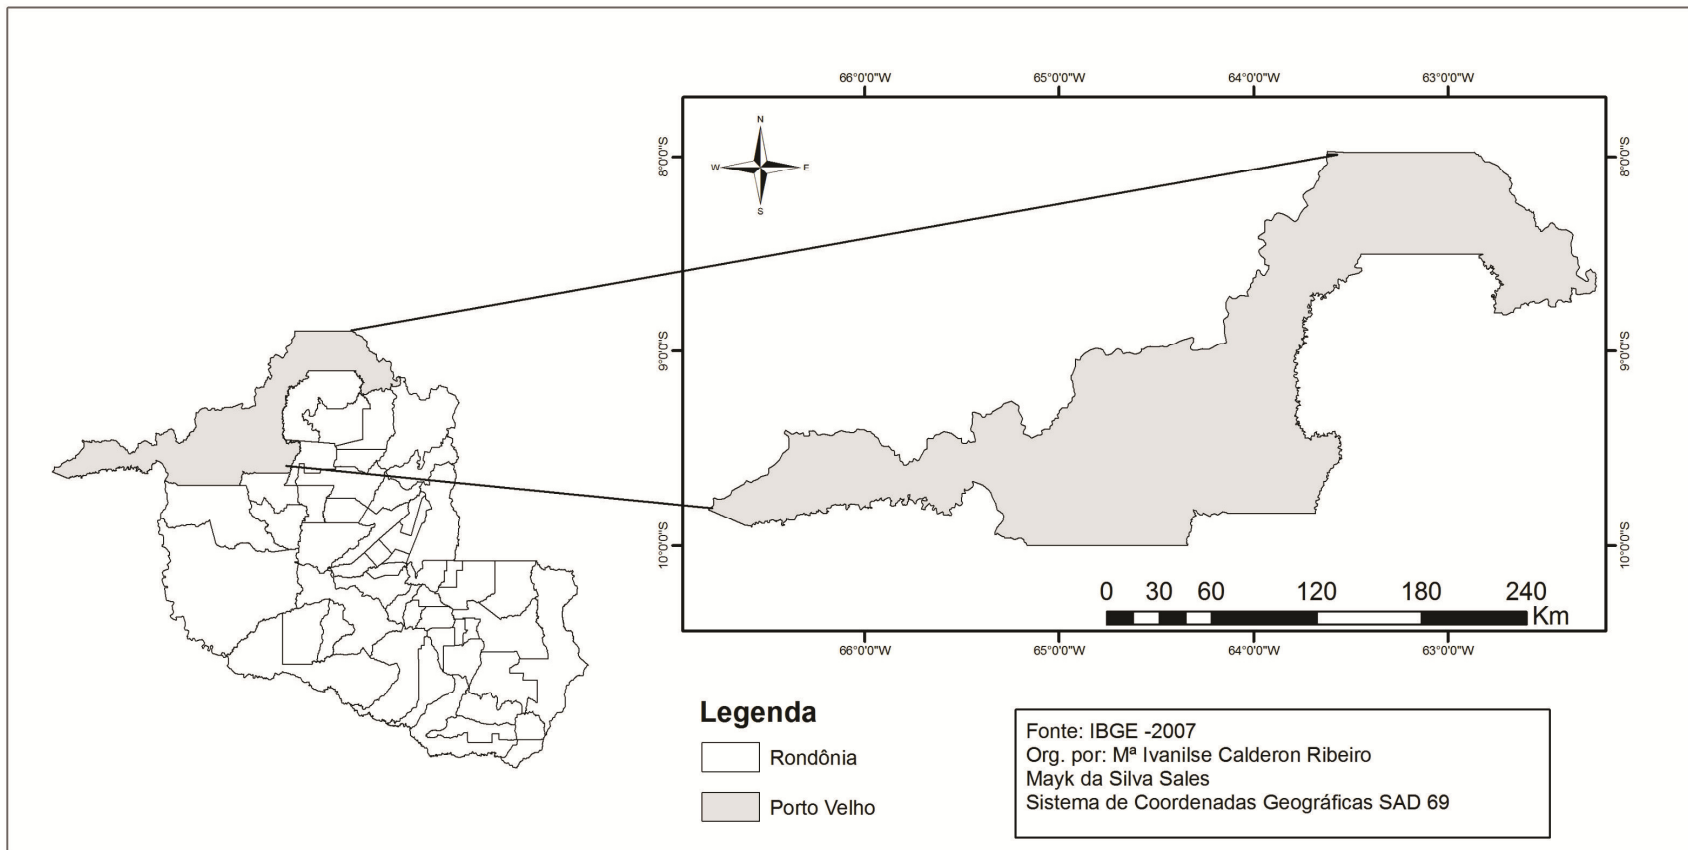 66°0'0"W 65°0'0"W 64°0'0"W 63°0'0"W
N
W E
S
8°0'0"S 8°0'0"S
9°0'0"S 9°0'0"S
10°0'0"S 10°0'0"S
0 30 60 120 180 240
Km
66°0'0"W 65°0'0"W 64°0'0"W 63°0'0"W
Legenda
Rondônia
Porto Velho
Fonte: IBGE -2007
Org. por: Mª Ivanilse Calderon Ribeiro
Mayk da Silva Sales
Sistema de Coordenadas Geográficas SAD 69